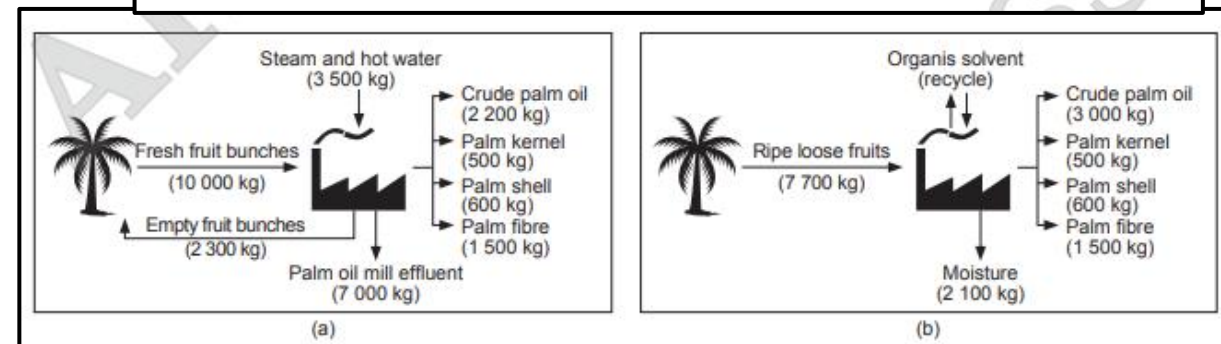 Steam and hot water
(3 500 kg)
Fresh fruit bunches
(10 000 kg)
Empty fruit bunches
(2 300 kg)
Crude palm oil
(2 200 kg)
Palm kernel
(500 kg)
Palm shell
(600 kg)
Palm fibre
(1 500 kg)
Palm oil mill effluent
(7 000 kg)
(a)
Organis solvent
(recycle)
Ripe loose fruits
(7 700 kg)
Crude palm oil
(3 000 kg)
Palm kernel
(500 kg)
Palm shell
(600 kg)
Palm fibre
(1 500 kg)
Moisture
(2 100 kg)
(b)